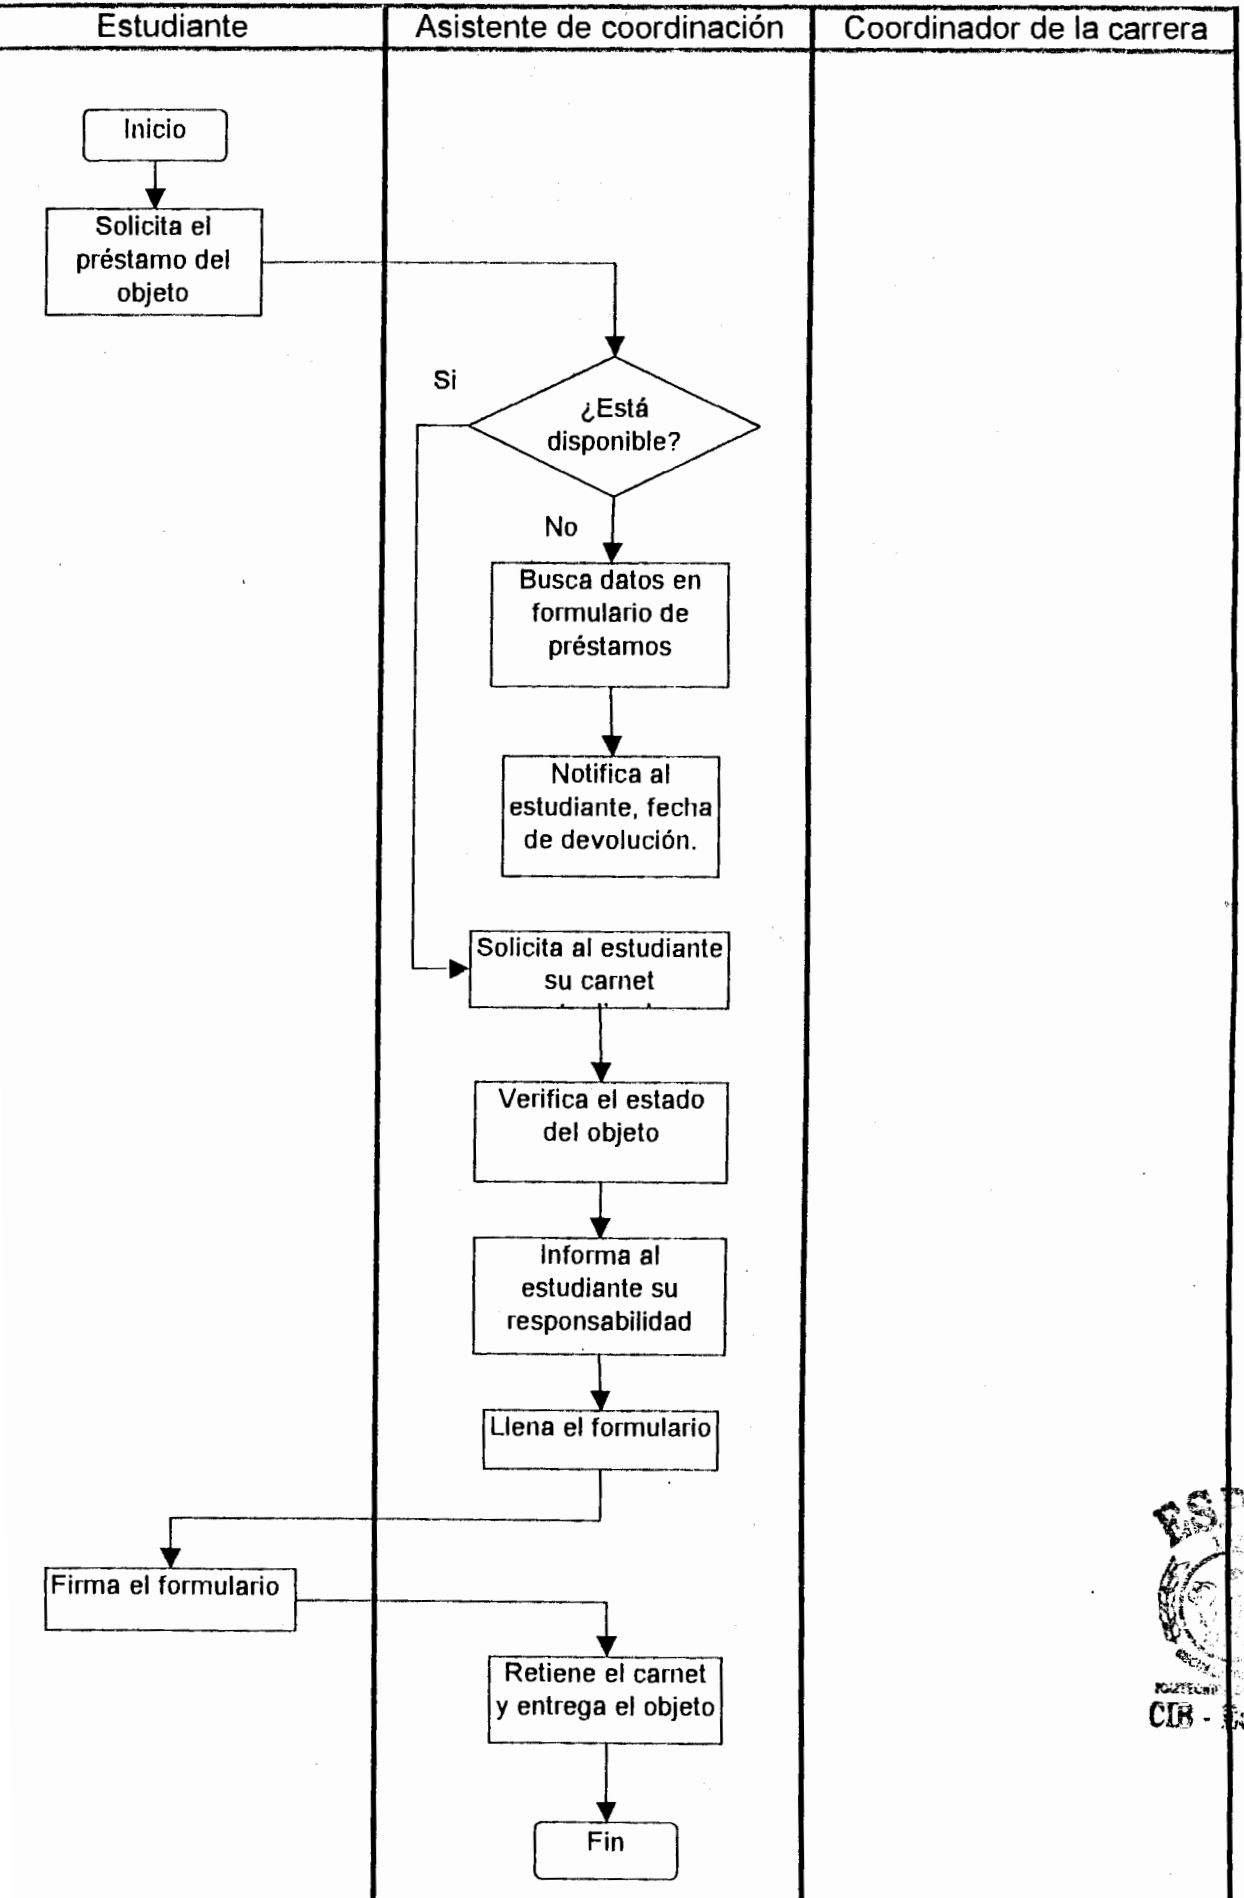 Estudiante
Asistente de coordinación
Coordinador de la carrera
Inicio
Solicita el
préstamo del
objeto
Si
¿Está
disponible?
No
Busca datos en
formulario de
préstamos
Notifica al
estudiante, fecha
de devolución.
Solicita al estudiante
su carnet
Verifica el estado
del objeto
Informa al
estudiante su
responsabilidad
Llena el formulario
Firma el formulario
Retiene el carnet
y entrega el objeto
Fin
CIB -